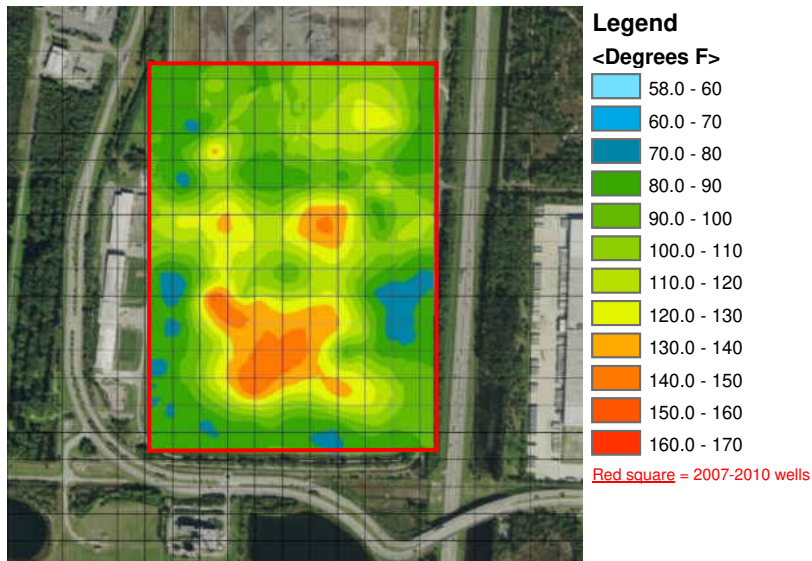 Legend
<Degrees F>
58.0 - 60
60.0 - 70
70.0 - 80
80.0 - 90
90.0 - 100
100.0 - 110
110.0 - 120
120.0 - 130
130.0 - 140
140.0 - 150
150.0 - 160
160.0 - 170
Red square = 2007-2010 wells